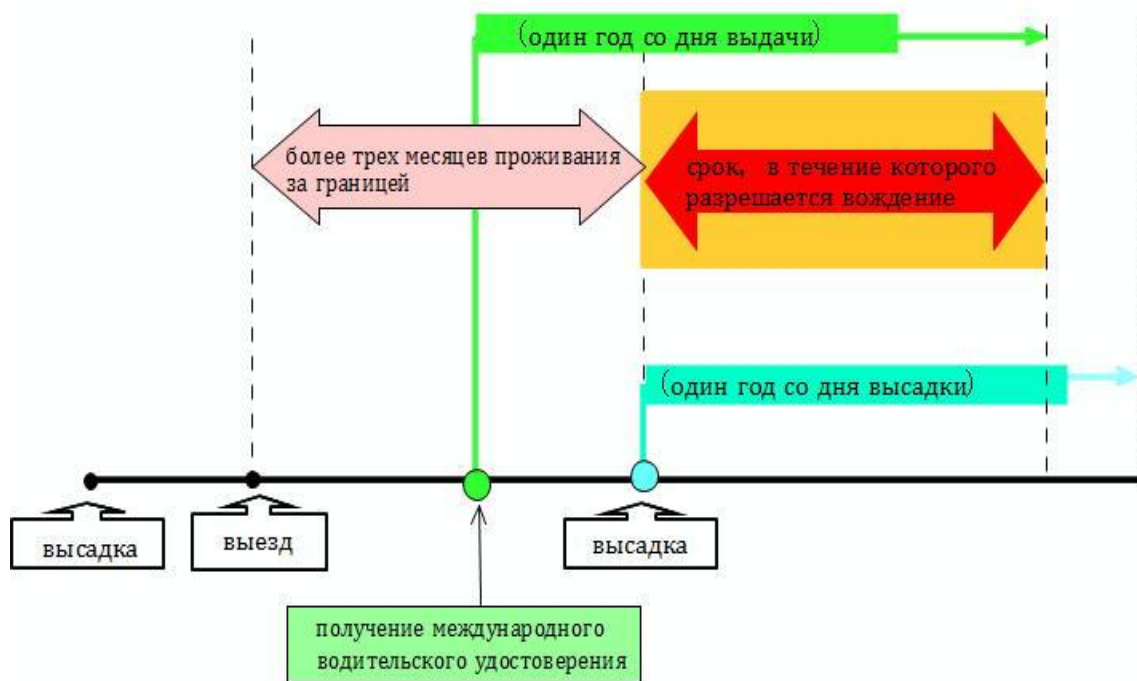 (один год со дня выдачи)
более трех месяцев проживания
за границей
срок, в течение которого
разрешается вождение
(один год со дня высадки)
высадка
выезд
высадка
получение международного
водительского удостоверения